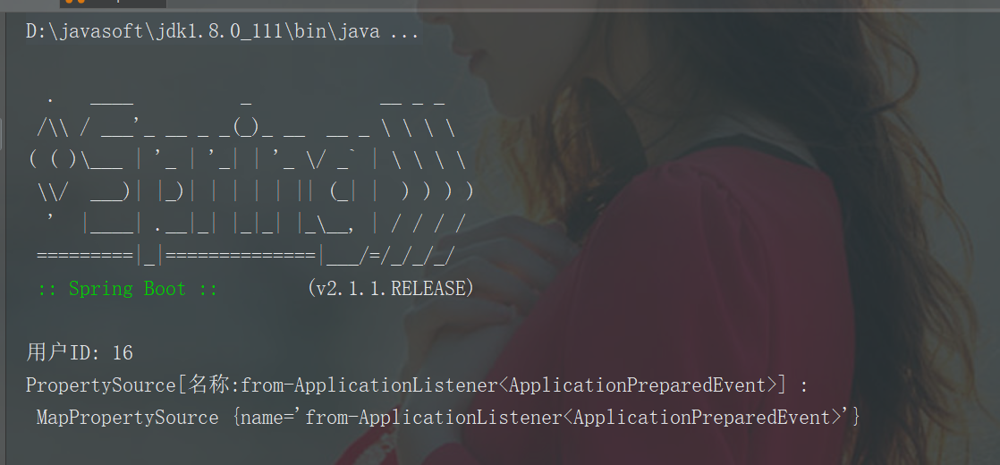 D:\javasoft\jdk1.8.0_111\bin\java ...
  .   ____          _            __ _ _
 /\\ / ___'_ __ _ _(_)_ __  __ _ \ \ \ \
( ( )\___ | '_ | '_| | '_ \/ _` | \ \ \ \
 \\/  ___)| |_)| | | | | || (_| |  ) ) ) )
  '  |____| .__|_| |_|_| |_\__, | / / / /
 =========|_|==============|___/=/_/_/_/
 :: Spring Boot ::        (v2.1.1.RELEASE)
用户ID: 16
PropertySource[名称:from-ApplicationListener<ApplicationPreparedEvent>] :
 MapPropertySource {name='from-ApplicationListener<ApplicationPreparedEvent>'}